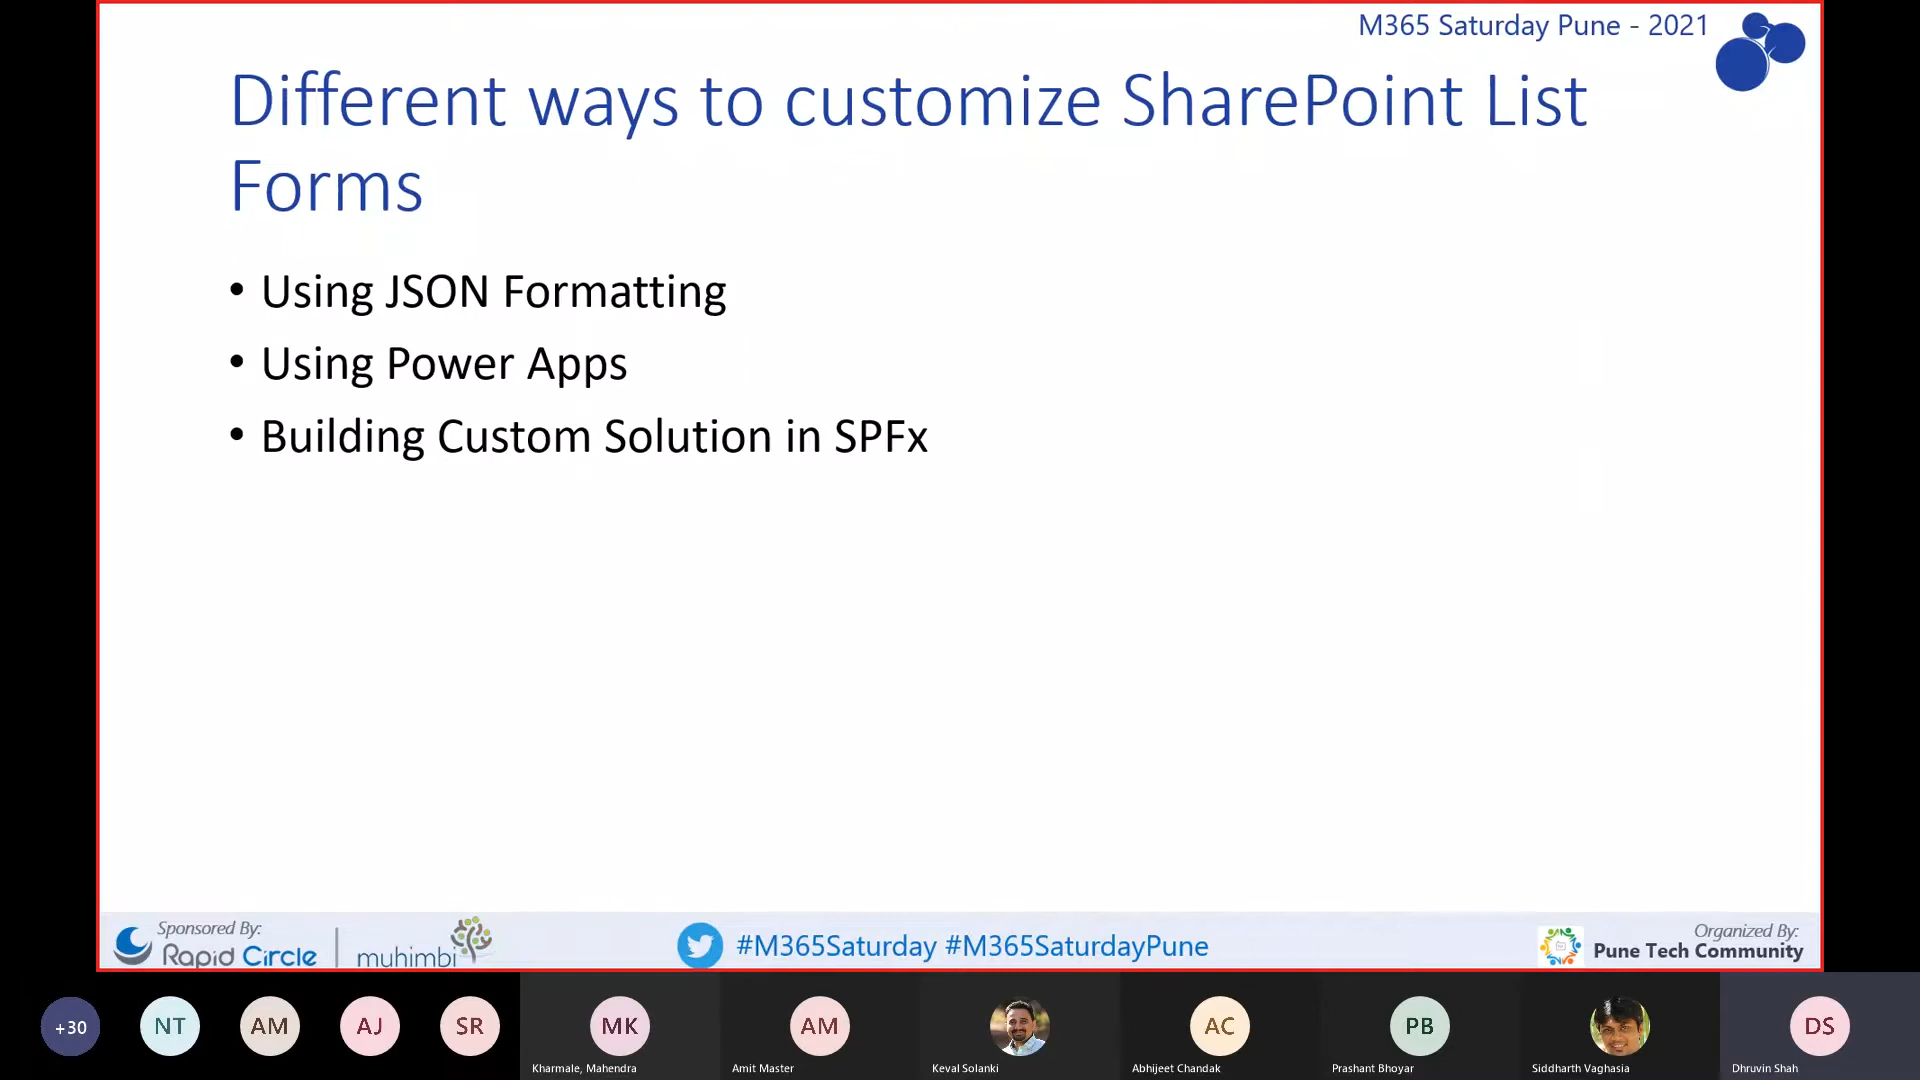 M365 Saturday Pune - 2021
Different ways to customize SharePoint List
Forms
• Using JSON Formatting
• Using Power Apps
• Building Custom Solution in SPFx
Sponsored By:
Rapid Circle
muhimbi
#M365Saturday #M365SaturdayPune
Organized By:
Pune Tech Community
+30
NT
AM
AJ
SR
MK
AM
AC
PB
DS
Kharmale, Mahendra
Amit Master
Keval Solanki
Abhijeet Chandak
Prashant Bhoyar
Siddharth Vaghasia
Dhruvin Shah